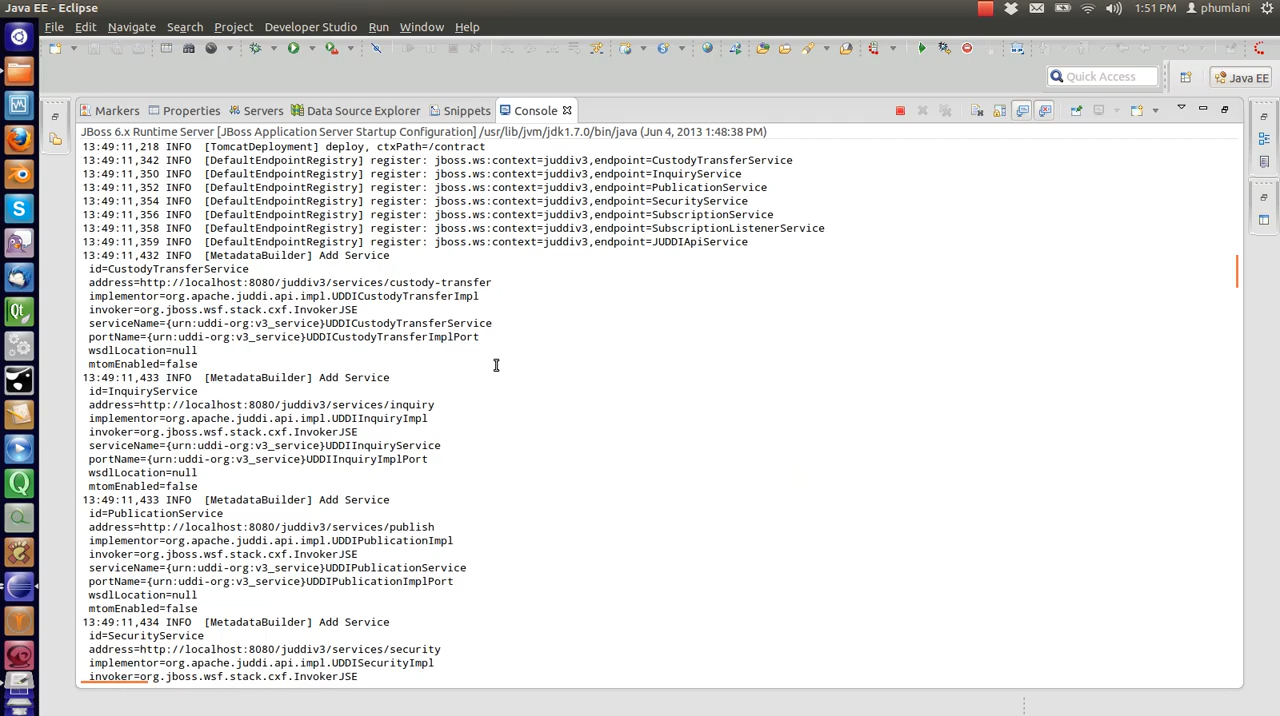 Java EE - Eclipse
1:51 PM
phumlani
File Edit Navigate Search Project Developer Studio Run Window Help
Quick Access
Java EE
Markers Properties Servers Data Source Explorer Snippets Console
JBoss 6.x Runtime Server [JBoss Application Server Startup Configuration] /usr/lib/jvm/jdk1.7.0/bin/java (Jun 4, 2013 1:48:38 PM)
13:49:11,218 INFO  [TomcatDeployment] deploy, ctxPath=/contract
13:49:11,342 INFO  [DefaultEndpointRegistry] register: jboss.ws:context=juddiv3,endpoint=CustodyTransferService
13:49:11,350 INFO  [DefaultEndpointRegistry] register: jboss.ws:context=juddiv3,endpoint=InquiryService
13:49:11,352 INFO  [DefaultEndpointRegistry] register: jboss.ws:context=juddiv3,endpoint=PublicationService
13:49:11,354 INFO  [DefaultEndpointRegistry] register: jboss.ws:context=juddiv3,endpoint=SecurityService
13:49:11,356 INFO  [DefaultEndpointRegistry] register: jboss.ws:context=juddiv3,endpoint=SubscriptionService
13:49:11,358 INFO  [DefaultEndpointRegistry] register: jboss.ws:context=juddiv3,endpoint=SubscriptionListenerService
13:49:11,359 INFO  [DefaultEndpointRegistry] register: jboss.ws:context=juddiv3,endpoint=JUDDIApiService
13:49:11,432 INFO  [MetadataBuilder] Add Service
id=CustodyTransferService
address=http://localhost:8080/juddiv3/services/custody-transfer
implementor=org.apache.juddi.api.impl.UDDICustodyTransferImpl
invoker=org.jboss.wsf.stack.cxf.InvokerJSE
serviceName={urn:uddi-org:v3_service}UDDICustodyTransferService
portName={urn:uddi-org:v3_service}UDDICustodyTransferImplPort
wsdlLocation=null
mtomEnabled=false
13:49:11,433 INFO  [MetadataBuilder] Add Service
id=InquiryService
address=http://localhost:8080/juddiv3/services/inquiry
implementor=org.apache.juddi.api.impl.UDDIInquiryImpl
invoker=org.jboss.wsf.stack.cxf.InvokerJSE
serviceName={urn:uddi-org:v3_service}UDDIInquiryService
portName={urn:uddi-org:v3_service}UDDIInquiryImplPort
wsdlLocation=null
mtomEnabled=false
13:49:11,433 INFO  [MetadataBuilder] Add Service
id=PublicationService
address=http://localhost:8080/juddiv3/services/publish
implementor=org.apache.juddi.api.impl.UDDIPublicationImpl
invoker=org.jboss.wsf.stack.cxf.InvokerJSE
serviceName={urn:uddi-org:v3_service}UDDIPublicationService
portName={urn:uddi-org:v3_service}UDDIPublicationImplPort
wsdlLocation=null
mtomEnabled=false
13:49:11,434 INFO  [MetadataBuilder] Add Service
id=SecurityService
address=http://localhost:8080/juddiv3/services/security
implementor=org.apache.juddi.api.impl.UDDISecurityImpl
invoker=org.jboss.wsf.stack.cxf.InvokerJSE